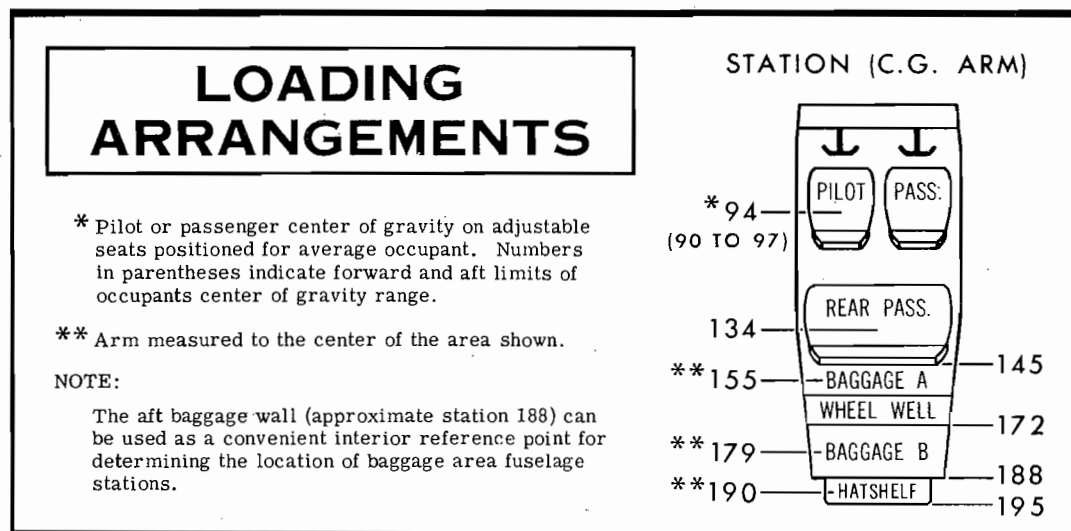 LOADING
ARRANGEMENTS
* Pilot or passenger center of gravity on adjustable
seats positioned for average occupant. Numbers
in parentheses indicate forward and aft limits of
occupants center of gravity range.
** Arm measured to the center of the area shown.
NOTE:
The aft baggage wall (approximate station 188) can
be used as a convenient interior reference point for
determining the location of baggage area fuselage
stations.
STATION (C.G. ARM)
PILOT PASS.
*94
(90 TO 97)
REAR PASS.
134
145
**155 BAGGAGE A
WHEEL WELL
172
**179 BAGGAGE B
188
**190 HATSHELF
195